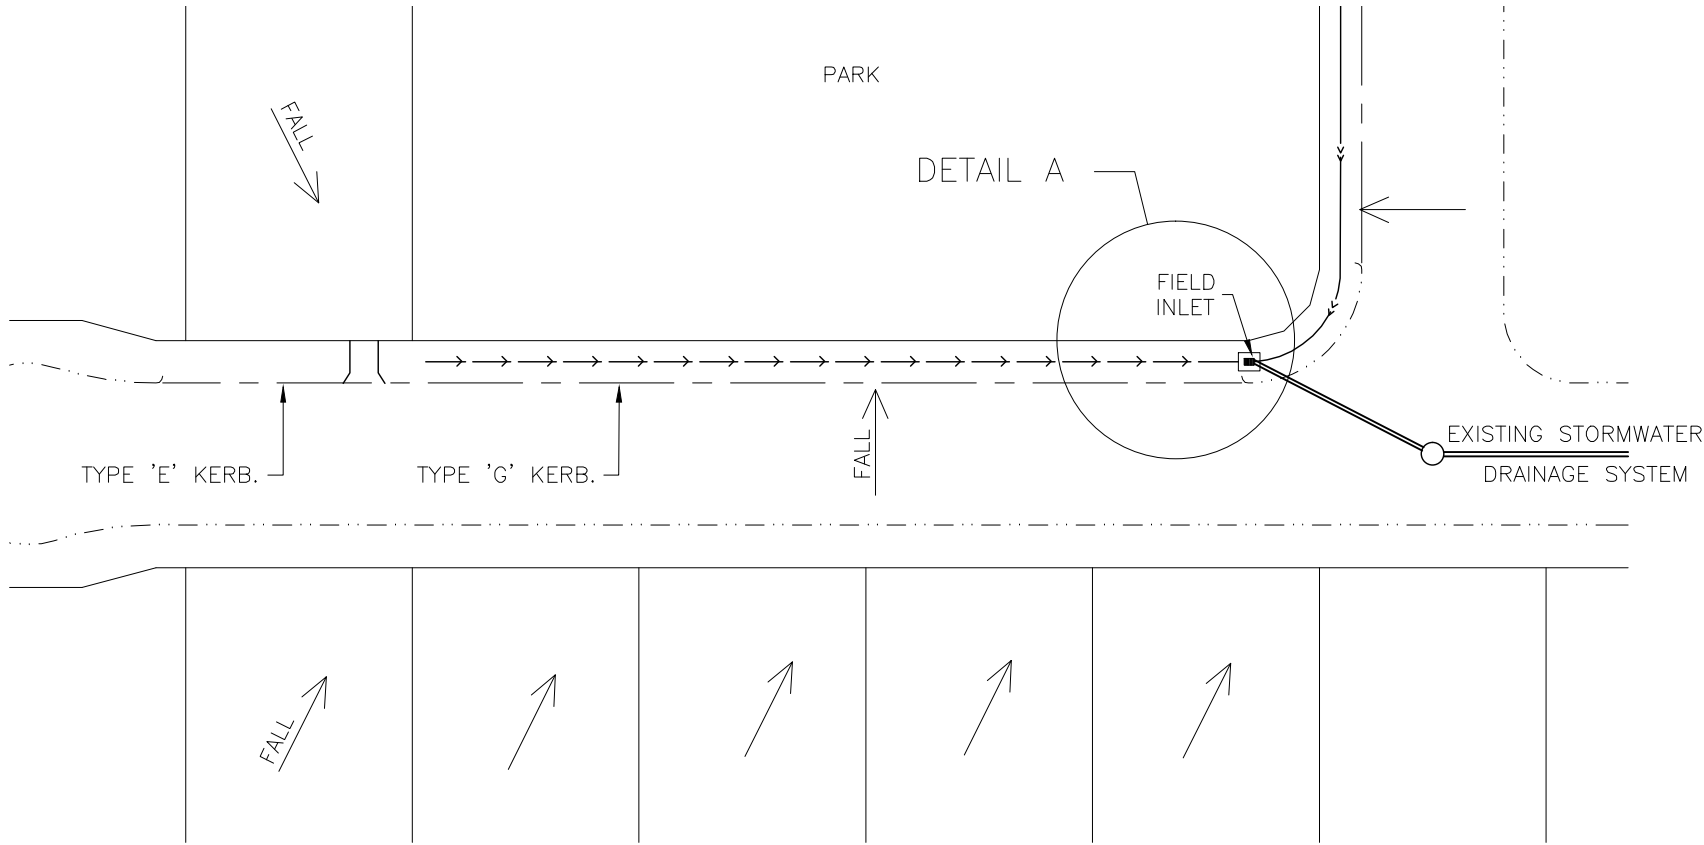 PARK
FALL
DETAIL A
FIELD
INLET
EXISTING STORMWATER
DRAINAGE SYSTEM
TYPE 'E' KERB.
TYPE 'G' KERB.
FALL
FALL